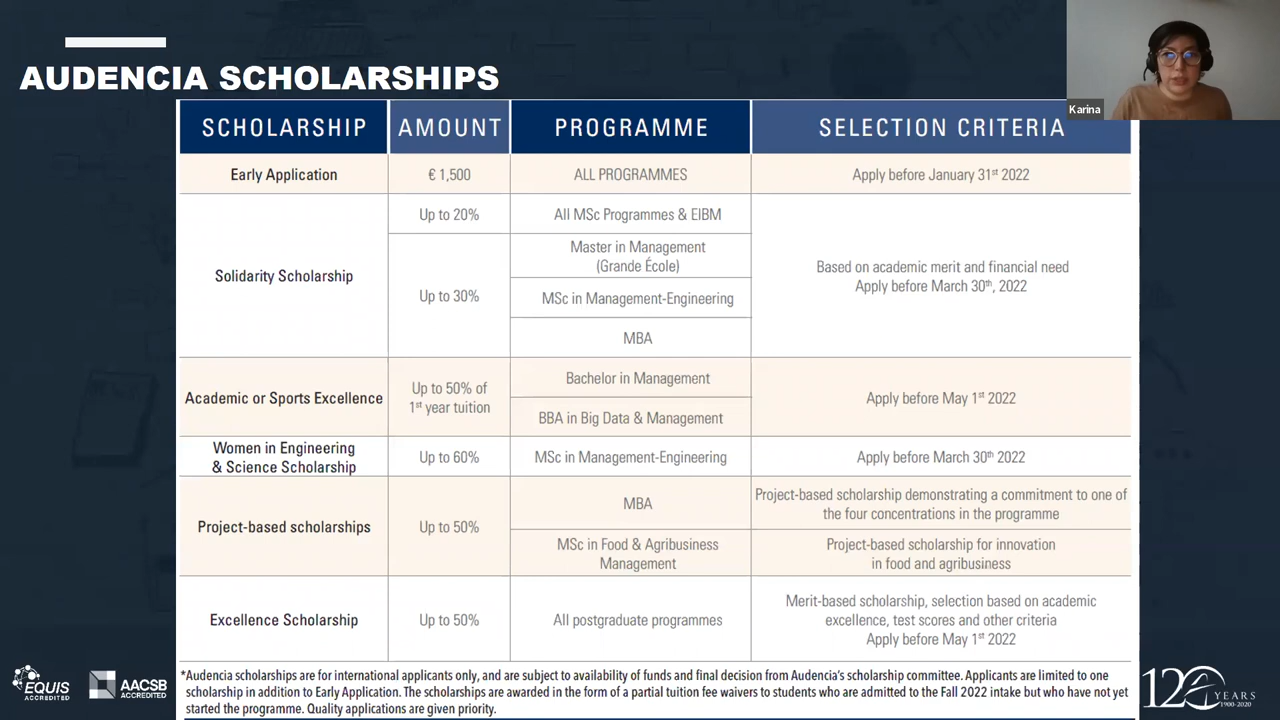 Karina
AUDENCIA SCHOLARSHIPS
SCHOLARSHIP AMOUNT PROGRAMME SELECTION CRITERIA
Early Application € 1,500 ALL PROGRAMMES Apply before January 31st 2022
Solidarity Scholarship
Up to 20% All MSc Programmes & EIBM
Up to 30%
Master in Management
(Grande École)
MSc in Management-Engineering
MBA
Based on academic merit and financial need
Apply before March 30th, 2022
Academic or Sports Excellence
Up to 50% of
1st year tuition
Bachelor in Management
BBA in Big Data & Management
Apply before May 1st 2022
Women in Engineering
& Science Scholarship
Up to 60% MSc in Management-Engineering Apply before March 30th 2022
Project-based scholarships
Up to 50%
MBA
Project-based scholarship demonstrating a commitment to one of
the four concentrations in the programme
MSc in Food & Agribusiness
Management
Project-based scholarship for innovation
in food and agribusiness
Excellence Scholarship Up to 50% All postgraduate programmes
Merit-based scholarship, selection based on academic
excellence, test scores and other criteria
Apply before May 1st 2022
*Audencia scholarships are for international applicants only, and are subject to availability of funds and final decision from Audencia's scholarship committee. Applicants are limited to one
scholarship in addition to Early Application. The scholarships are awarded in the form of a partial tuition fee waivers to students who are admitted to the Fall 2022 intake but who have not yet
started the programme. Quality applications are given priority.
EQUIS
ACCREDITED
AACSB
ACCREDITED
120
YEARS
1900-2020